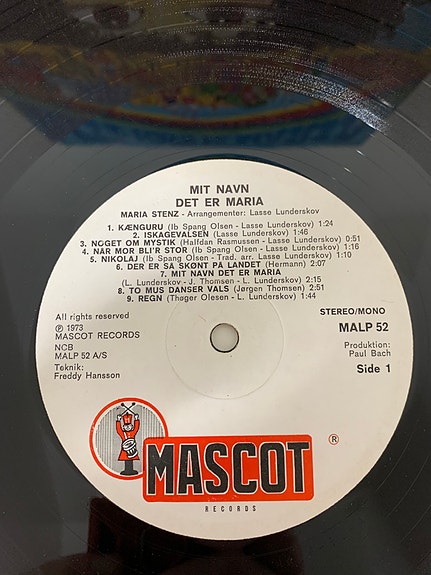 MIT NAVN
DET ER MARIA
MARIA STENZ - Arrangementer: Lasse Lunderskov
1. KÆNGURU (Ib Spang Olsen - Lasse Lunderskov) 1:24
2. ISKAGEVALSEN (Lasse Lunderskov) 1:46
3. NOGET OM MYSTIK (Halfdan Rasmussen - Lasse Lunderskov) 0:51
4. NÅR MOR BLI'R STOR (Ib Spang Olsen - Lasse Lunderskov) 1:16
5. NIKOLAJ (Ib Spang Olsen - Trad. arr. Lasse Lunderskov) 1:10
6. DER ER SÅ SKØNT PÅ LANDET (Hermann) 2:07
7. MIT NAVN DET ER MARIA
(L. Lunderskov - J. Thomsen - L. Lunderskov) 2:15
8. TO MUS DANSER VALS (Jørgen Thomsen) 2:51
9. REGN (Thøger Olesen - L. Lunderskov) 1:44
All rights reserved
℗ 1973
MASCOT RECORDS
NCB
MALP 52 A/S
Teknik:
Freddy Hansson
STEREO/MONO
MALP 52
Produktion:
Paul Bach
Side 1
MASCOT ®
RECORDS